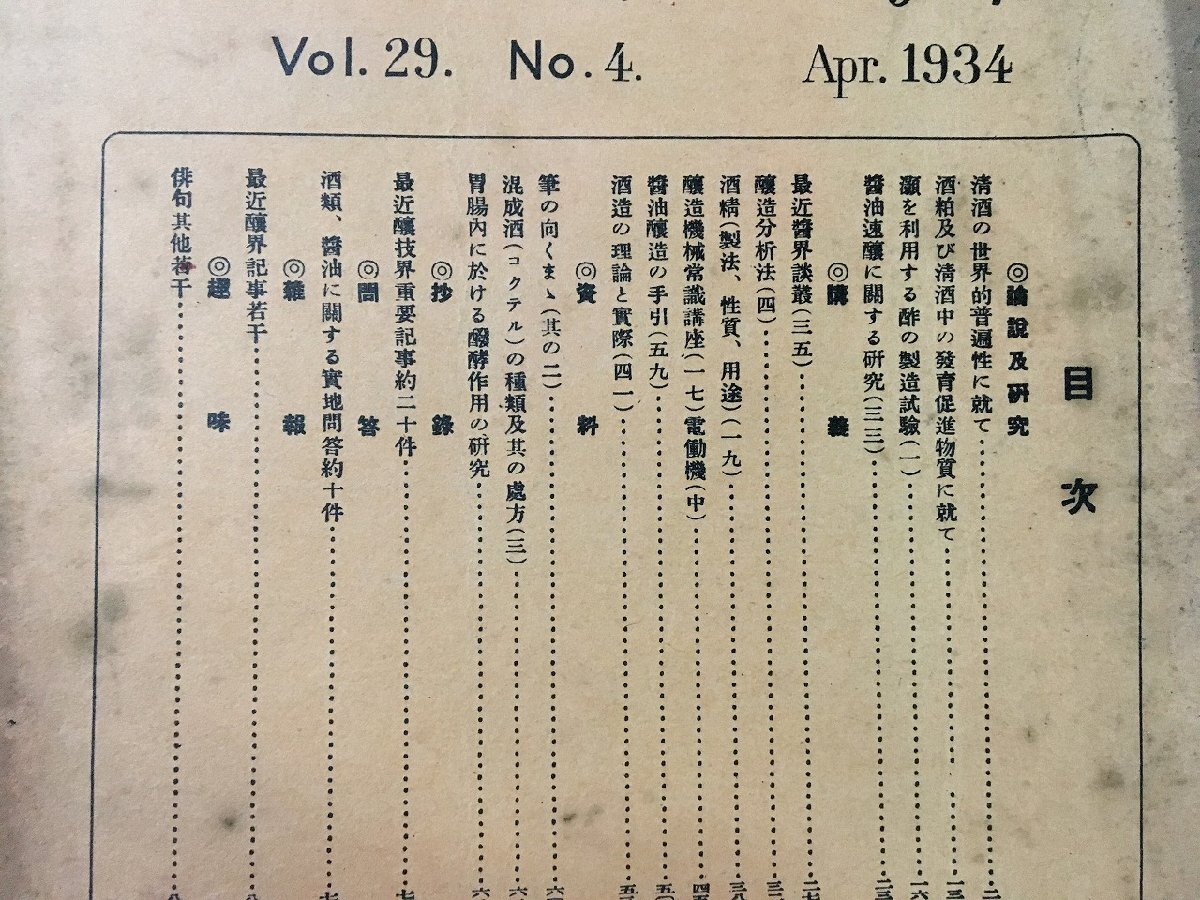 Vol. 29. No. 4. Apr. 1934
目次
◎論說及硏究
淸酒の世界的普遍性に就て
酒粕及び淸酒中の發育促進物質に就て
灝を利用する酢の製造試驗(一)
醬油速釀に關する硏究(三三)
◎講義
最近醬界談叢(三五)
釀造分析法(四)
酒精(製法、性質、用途)(一九)
釀造機械常識講座(一七)電動機(中)
醬油釀造の手引(五九)
酒造の理論と實際(四一)
◎資料
筆の向くまゝ(其の二)
混成酒(コクテル)の種類及其の處方(三)
胃腸內に於ける醱酵作用の硏究
◎抄錄
最近釀技界重要記事約二十件
◎問答
酒類、醬油に關する實地問答約十件
◎雜報
最近釀界記事若干
◎趣味
俳句其他若干